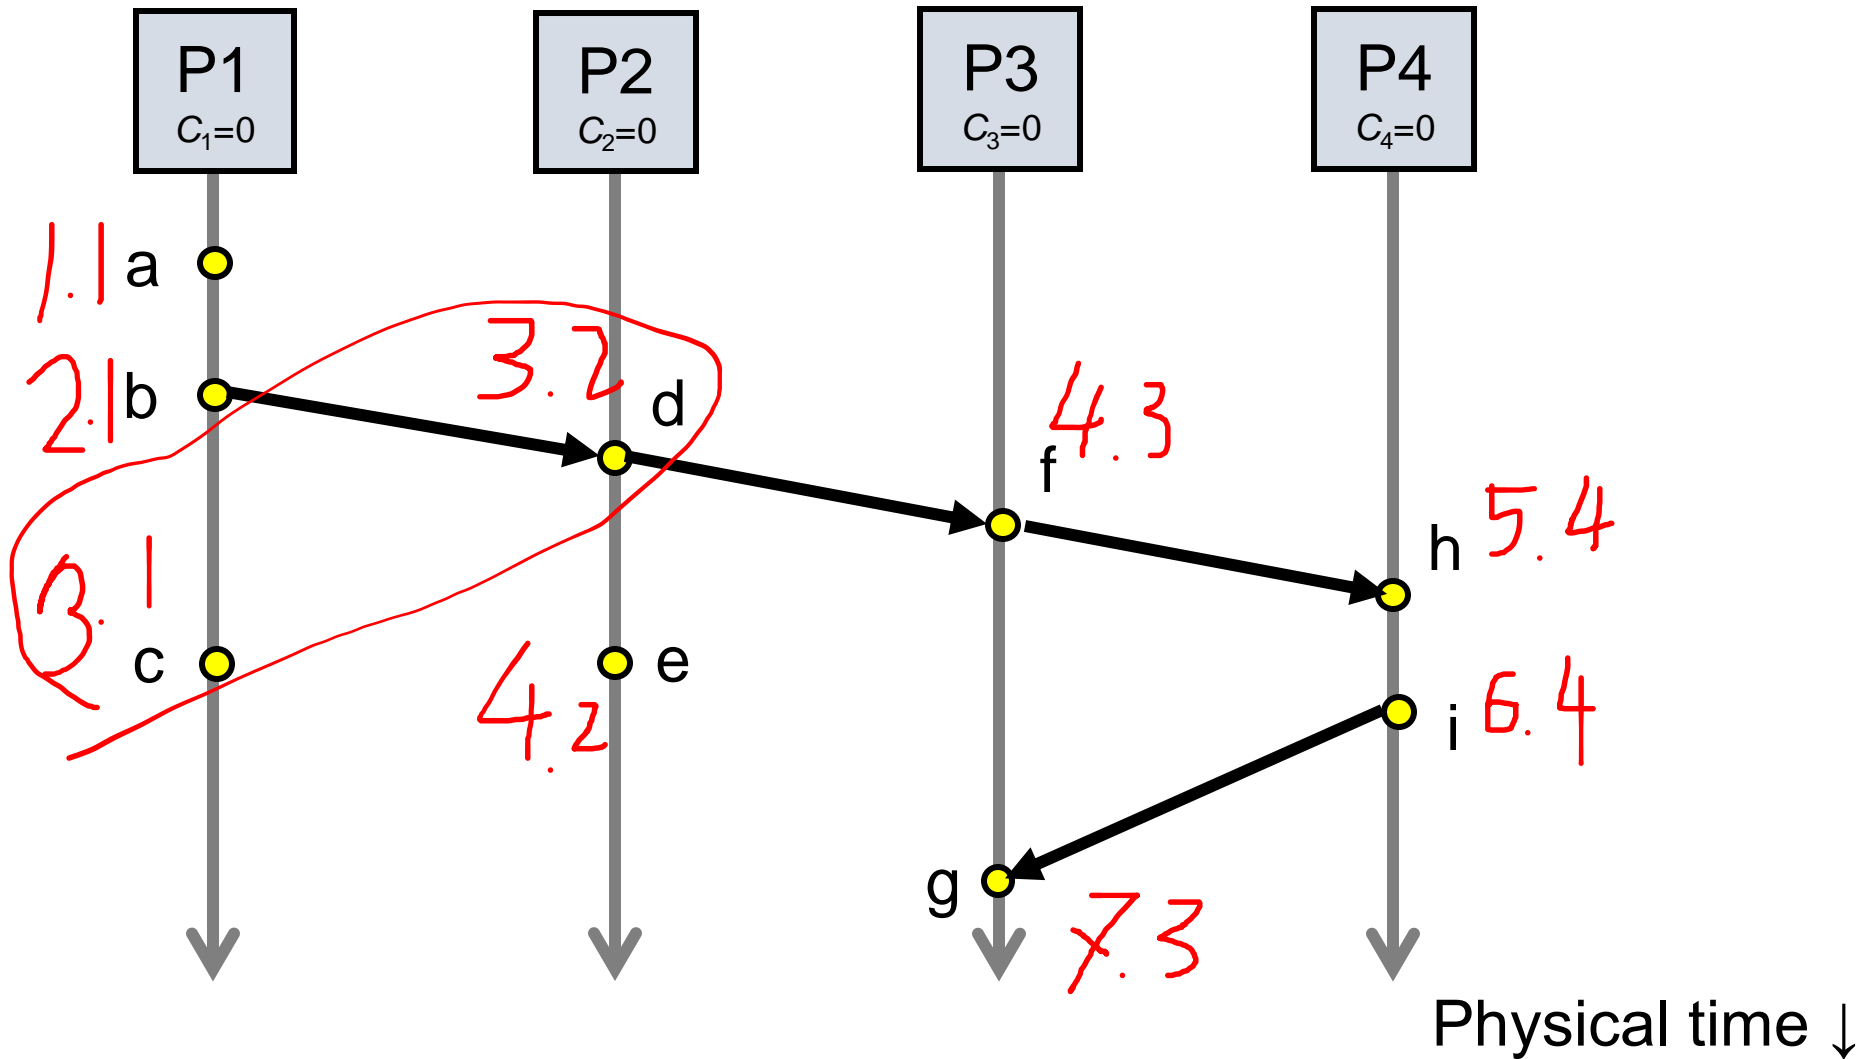 P1
C₁=0
P2
C₂=0
P3
C₃=0
P4
C₄=0
1.1 a
2.1 b
3.2
d
4.3
f
h 5.4
3.1
c
4.2
e
i 6.4
g
7.3
Physical time ↓